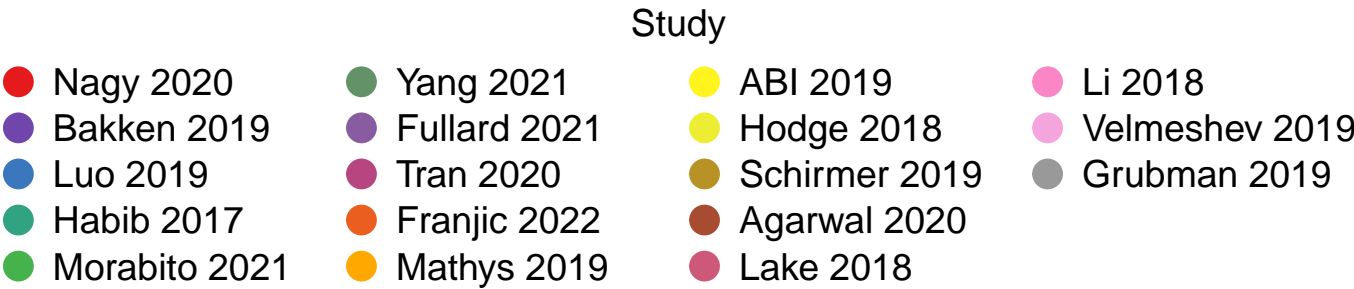 Study
Nagy 2020
Bakken 2019
Luo 2019
Habib 2017
Morabito 2021
Yang 2021
Fullard 2021
Tran 2020
Franjic 2022
Mathys 2019
ABI 2019
Hodge 2018
Schirmer 2019
Agarwal 2020
Lake 2018
Li 2018
Velmeshev 2019
Grubman 2019